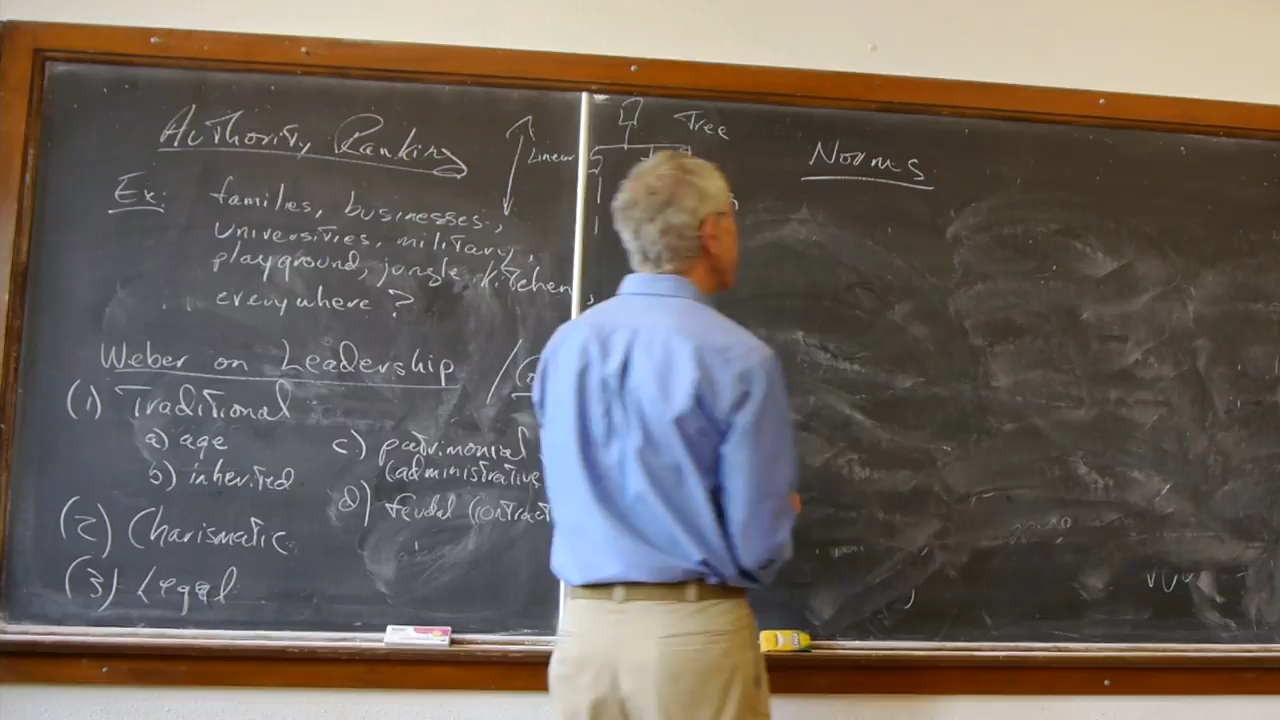 Authority Ranking
Linear
Ex: families, businesses,
universities, military,
playground, jungle, kitchen,
everywhere?
Weber on Leadership
(1) Traditional
a) age
b) inherited
c) patrimonial
(administrative
d) feudal (contract
(2) Charismatic
(3) Legal
Tree
Norms